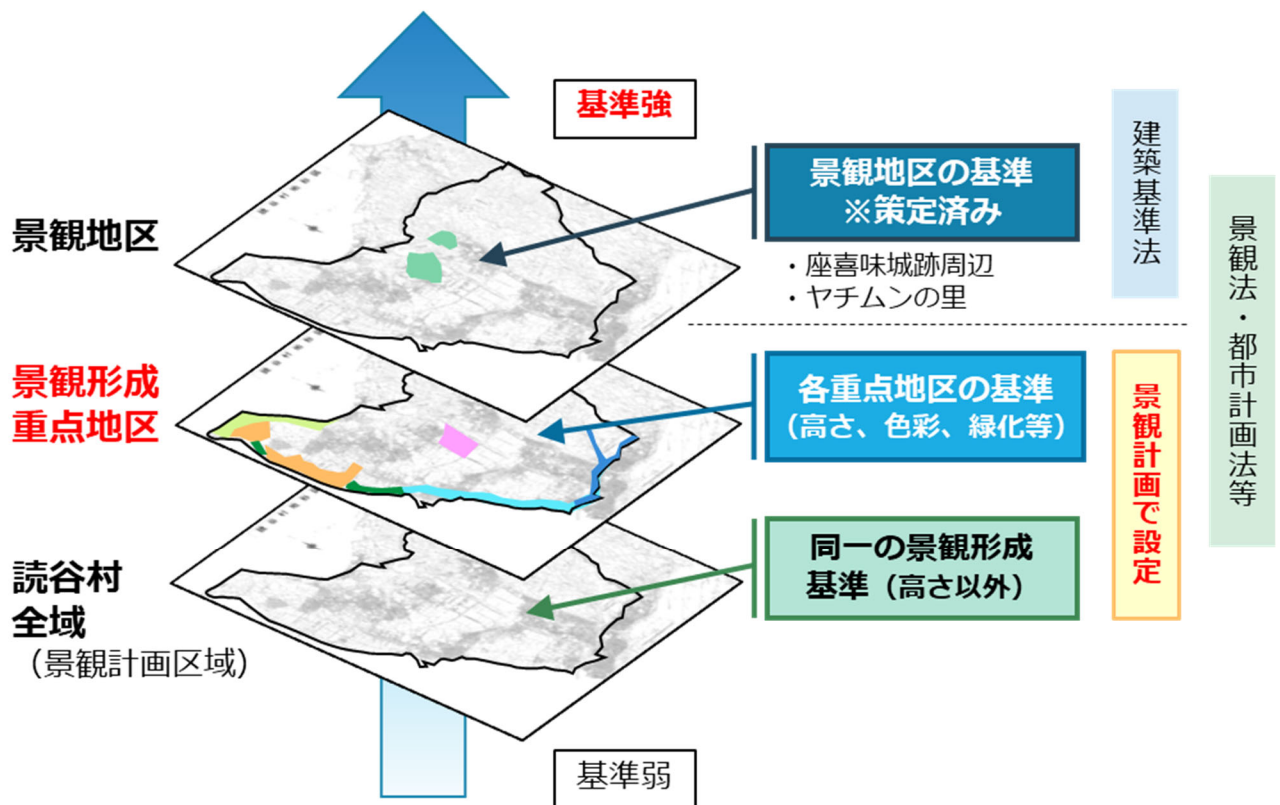 基準強
景観地区
景観地区の基準
※策定済み
・座喜味城跡周辺
・ヤチムンの里
建築基準法
景観法・都市計画法等
景観形成
重点地区
各重点地区の基準
（高さ、色彩、緑化等）
景観計画で設定
読谷村
全域
（景観計画区域）
同一の景観形成
基準（高さ以外）
基準弱